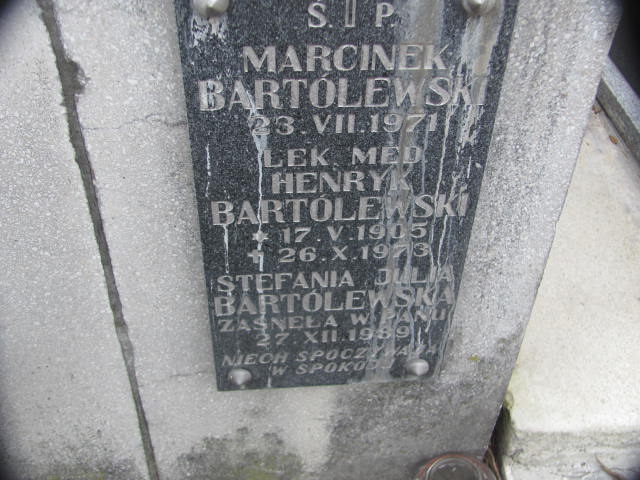 Ś. P.
MARCINEK
BARTÓLEWSKI
23. VII. 1971
LEK. MED
HENRYK
BARTÓLEWSKI
* 17. V. 1905
† 26. X. 1973
STEFANIA JULIA
BARTÓLEWSKA
ZASNĘŁA W PANU
27. XII. 1989
NIECH SPOCZYWAJĄ
W SPOKOJU